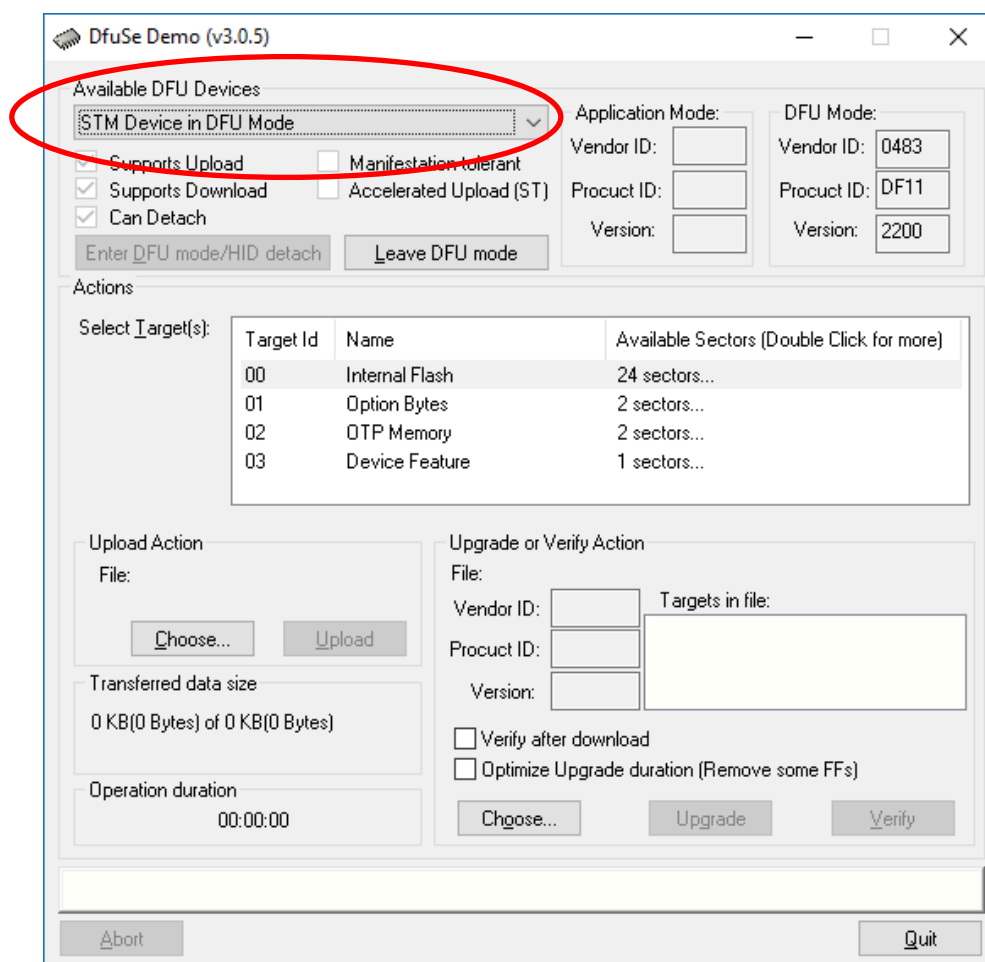 DfuSe Demo (v3.0.5)
Available DFU Devices
STM Device in DFU Mode
Supports Upload
Manifestation tolerant
Supports Download
Accelerated Upload (ST)
Can Detach
Enter DFU mode/HID detach
Leave DFU mode
Application Mode:
Vendor ID:
Procuct ID:
Version:
DFU Mode:
Vendor ID: 0483
Procuct ID: DF11
Version: 2200
Actions
Select Target(s):
Target Id Name Available Sectors (Double Click for more)
00 Internal Flash 24 sectors...
01 Option Bytes 2 sectors...
02 OTP Memory 2 sectors...
03 Device Feature 1 sectors...
Upload Action
File:
Choose...
Upload
Transferred data size
0 KB(0 Bytes) of 0 KB(0 Bytes)
Operation duration
00:00:00
Upgrade or Verify Action
File:
Vendor ID:
Procuct ID:
Version:
Targets in file:
Verify after download
Optimize Upgrade duration (Remove some FFs)
Choose...
Upgrade
Verify
Abort
Quit